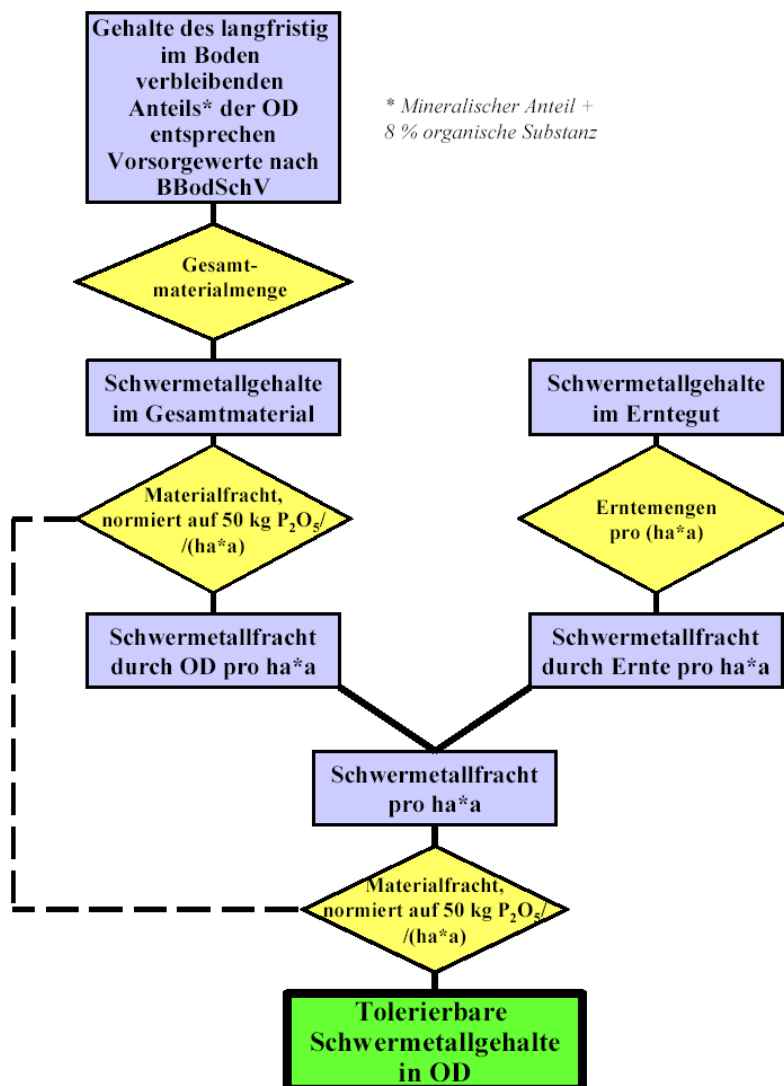 Gehalte des langfristig
im Boden
verbleibenden
Anteils* der OD
entsprechen
Vorsorgewerte nach
BBodSchV
* Mineralischer Anteil +
8 % organische Substanz
Gesamt-
materialmenge
Schwermetallgehalte
im Gesamtmaterial
Schwermetallgehalte
im Erntegut
Materialfracht,
normiert auf 50 kg P₂O₅/
/(ha*a)
Erntemengen
pro (ha*a)
Schwermetallfracht
durch OD pro ha*a
Schwermetallfracht
durch Ernte pro ha*a
Schwermetallfracht
pro ha*a
Materialfracht,
normiert auf 50 kg P₂O₅/
/(ha*a)
Tolerierbare
Schwermetallgehalte
in OD